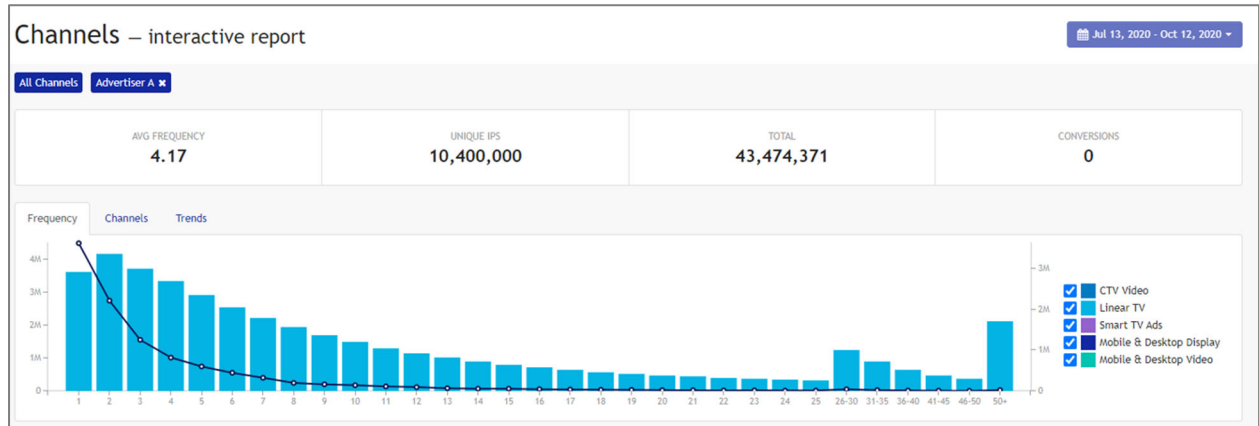 Channels – interactive report
Jul 13, 2020 - Oct 12, 2020
All Channels Advertiser A ✖
AVG FREQUENCY
4.17
UNIQUE IPS
10,400,000
TOTAL
43,474,371
CONVERSIONS
0
Frequency Channels Trends
4M
3M
2M
1M
0
3M
2M
1M
0
1 2 3 4 5 6 7 8 9 10 11 12 13 14 15 16 17 18 19 20 21 22 23 24 25 26-30 31-35 36-40 41-45 46-50 50+
CTV Video
Linear TV
Smart TV Ads
Mobile & Desktop Display
Mobile & Desktop Video